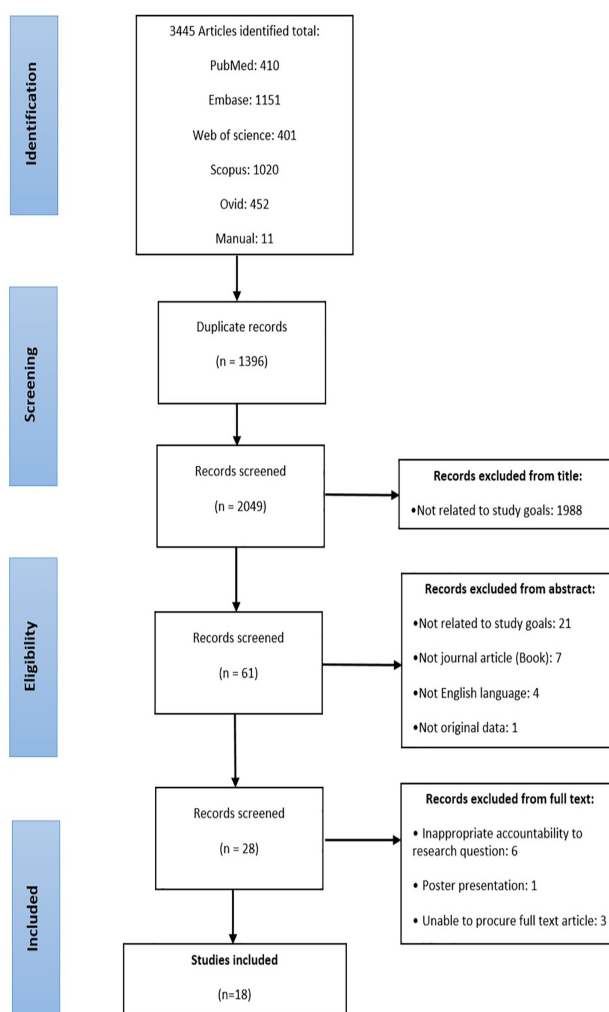 Identification
3445 Articles identified total:
PubMed: 410
Embase: 1151
Web of science: 401
Scopus: 1020
Ovid: 452
Manual: 11
Screening
Duplicate records
(n = 1396)
Records screened
(n = 2049)
Records excluded from title:
•Not related to study goals: 1988
Eligibility
Records screened
(n = 61)
Records excluded from abstract:
•Not related to study goals: 21
•Not journal article (Book): 7
•Not English language: 4
•Not original data: 1
Records screened
(n = 28)
Records excluded from full text:
• Inappropriate accountability to
research question: 6
• Poster presentation: 1
• Unable to procure full text article: 3
Included
Studies included
(n=18)